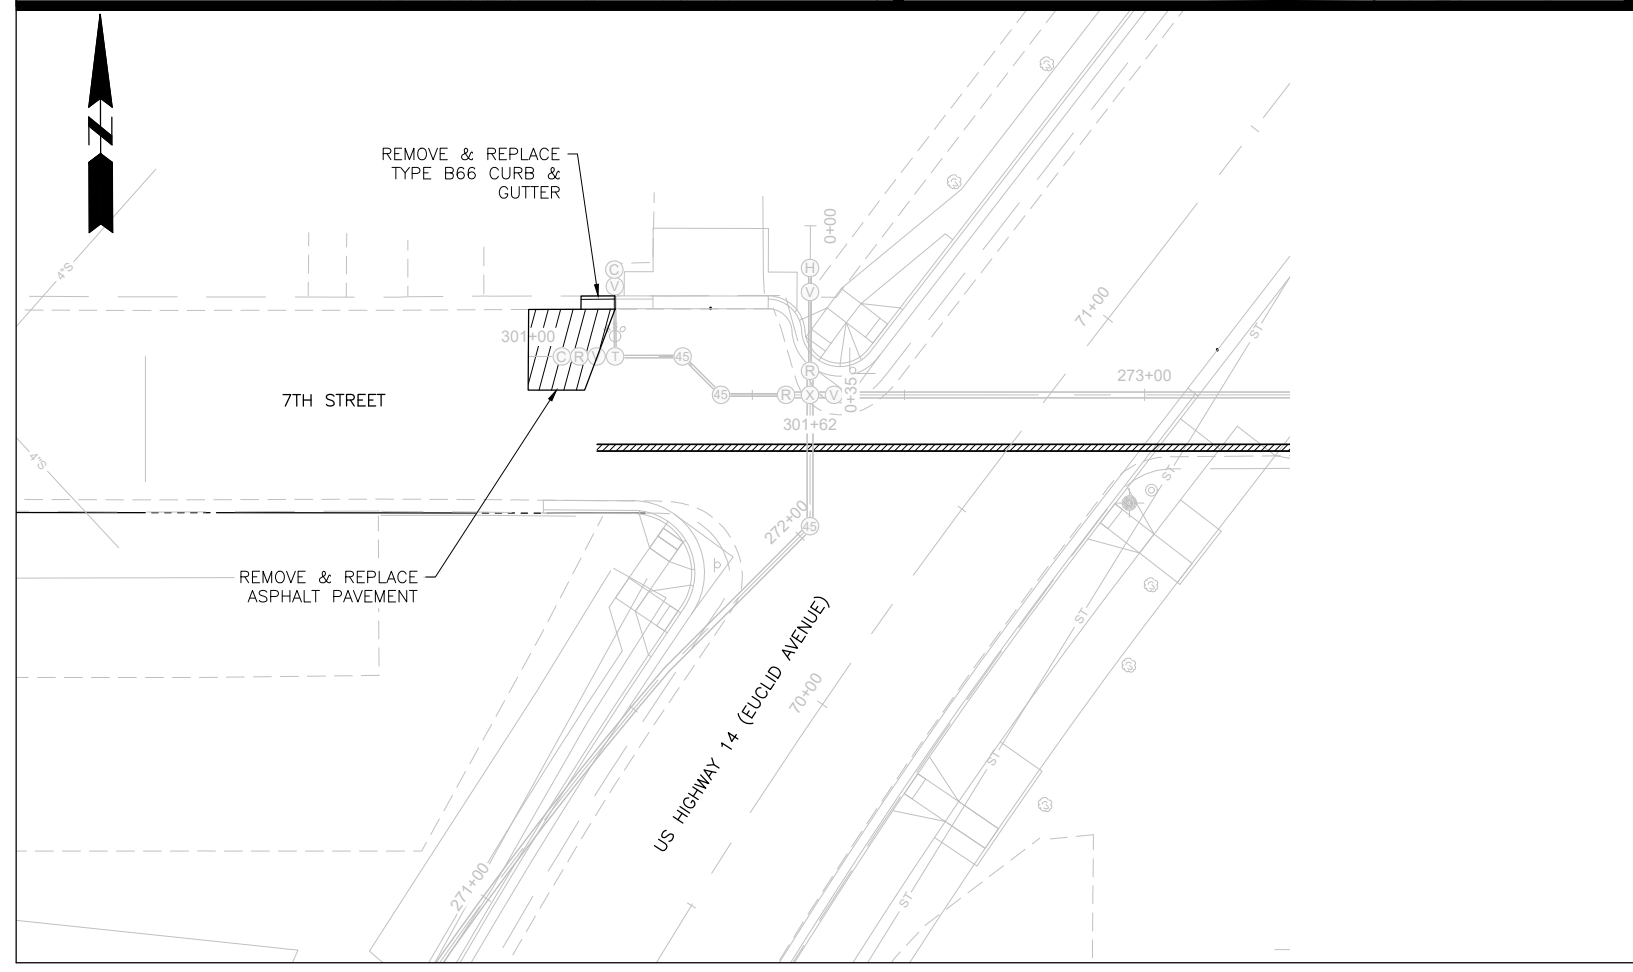 N
REMOVE & REPLACE
TYPE B66 CURB &
GUTTER
0+00
4"S
C
V
H
V
71+00
ST
301+00
C R V T 45
R
273+00
45 R X V
0+35
7TH STREET
301+62
4"S
ST
272+00
45
REMOVE & REPLACE
ASPHALT PAVEMENT
ST
US HIGHWAY 14 (EUCLID AVENUE)
70+00
ST
271+00
ST